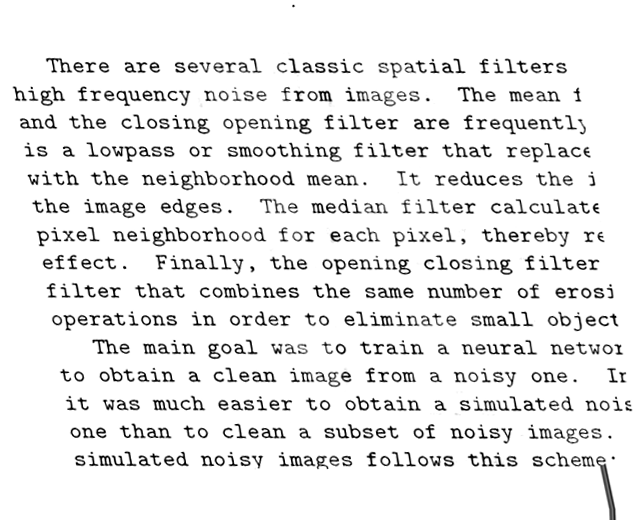 There are several classic spatial filters
high frequency noise from images. The mean
and the closing opening filter are frequently
is a lowpass or smoothing filter that replace
with the neighborhood mean. It reduces the
the image edges. The median filter calculate
pixel neighborhood for each pixel, thereby re
effect. Finally, the opening closing filter
filter that combines the same number of erosi
operations in order to eliminate small object
The main goal was to train a neural networ
to obtain a clean image from a noisy one. In
it was much easier to obtain a simulated nois
one than to clean a subset of noisy images.
simulated noisy images follows this scheme: